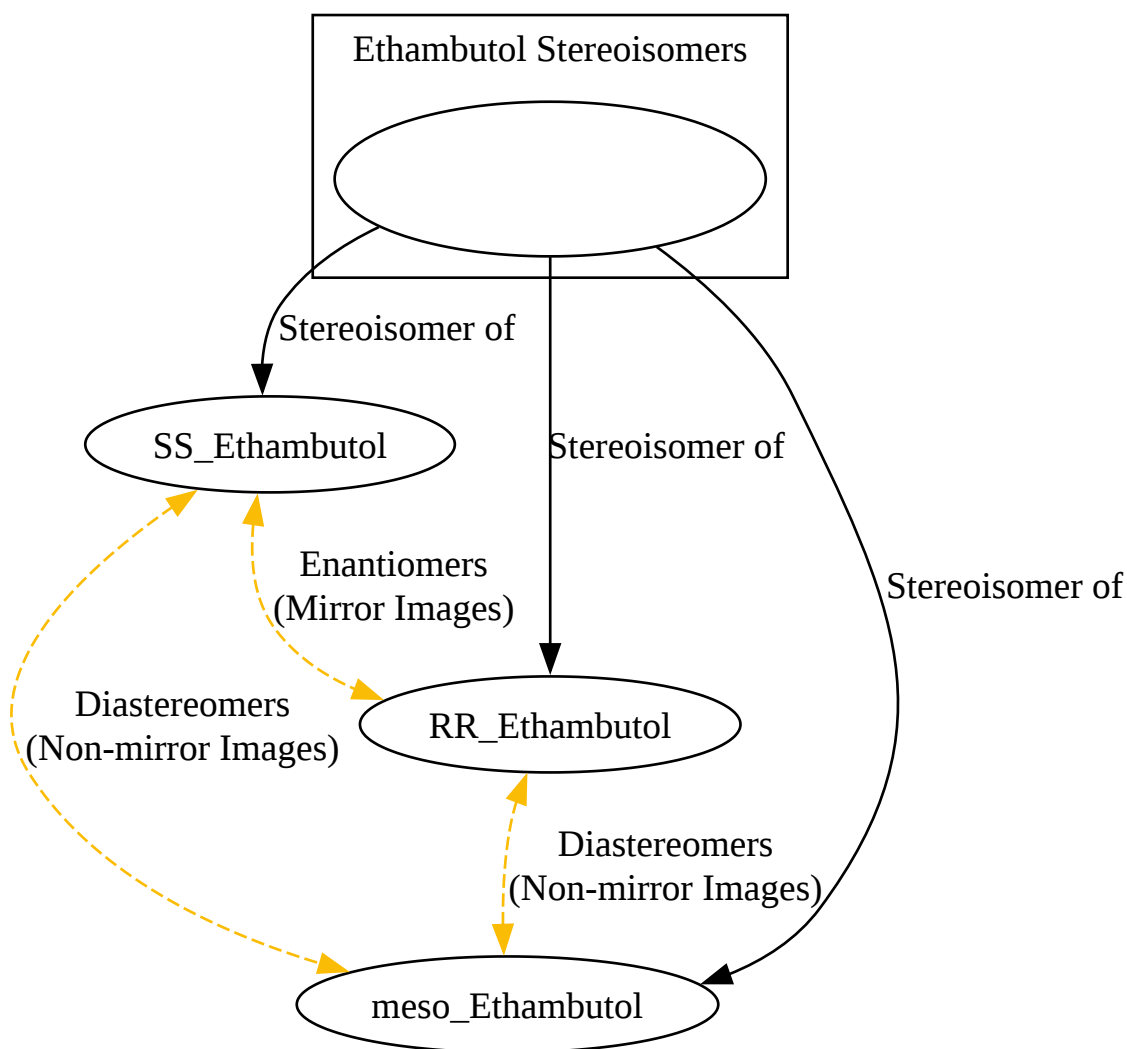 Ethambutol Stereoisomers
Stereoisomer of
SS_Ethambutol
Stereoisomer of
Enantiomers
(Mirror Images)
Stereoisomer of
Diastereomers
(Non-mirror Images)
RR_Ethambutol
Diastereomers
(Non-mirror Images)
meso_Ethambutol